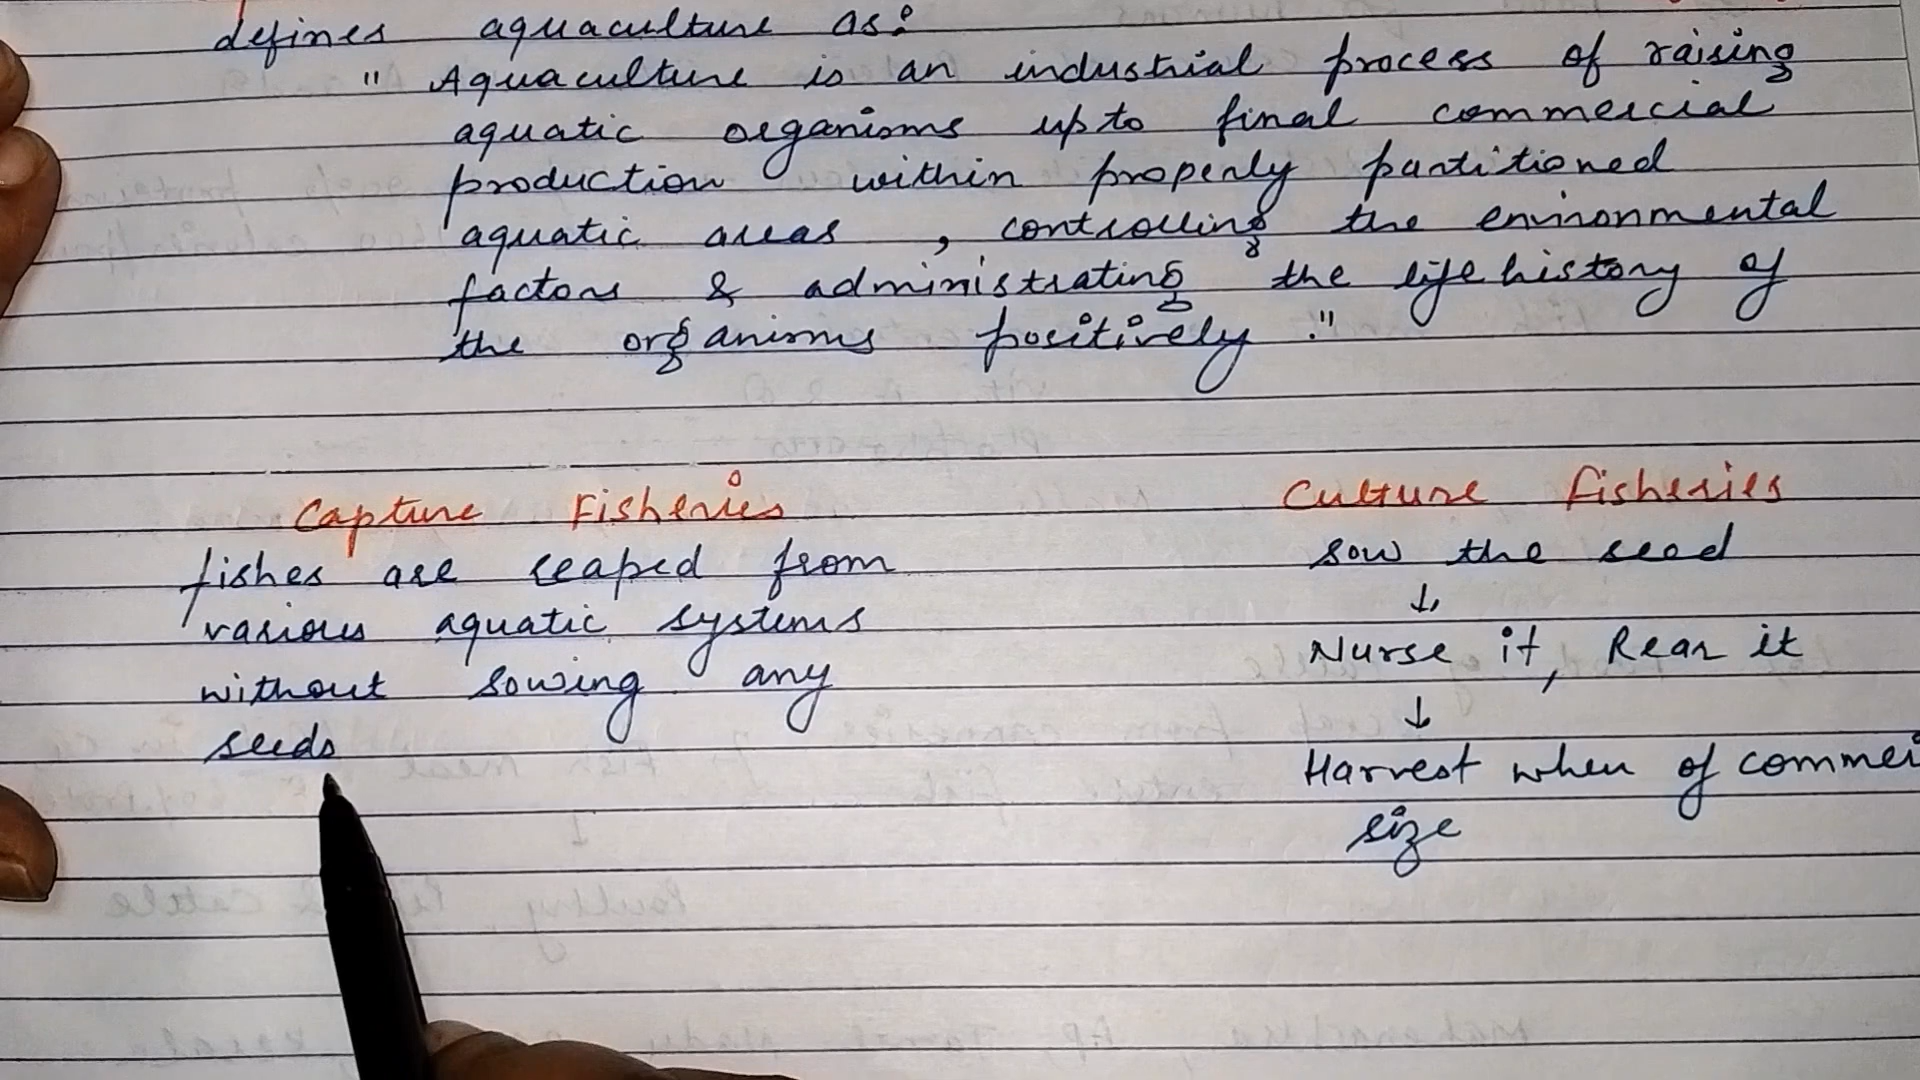 defines aquaculture as:
" Aquaculture is an industrial process of raising
aquatic organisms upto final commercial
production within properly partitioned
aquatic areas , controlling the environmental
factors & administrating the life history of
the organisms positively ."
Capture Fisheries
fishes are reaped from
various aquatic systems
without sowing any
seeds
Culture Fisheries
sow the seed
↓
Nurse it, Rear it
↓
Harvest when of commer
size